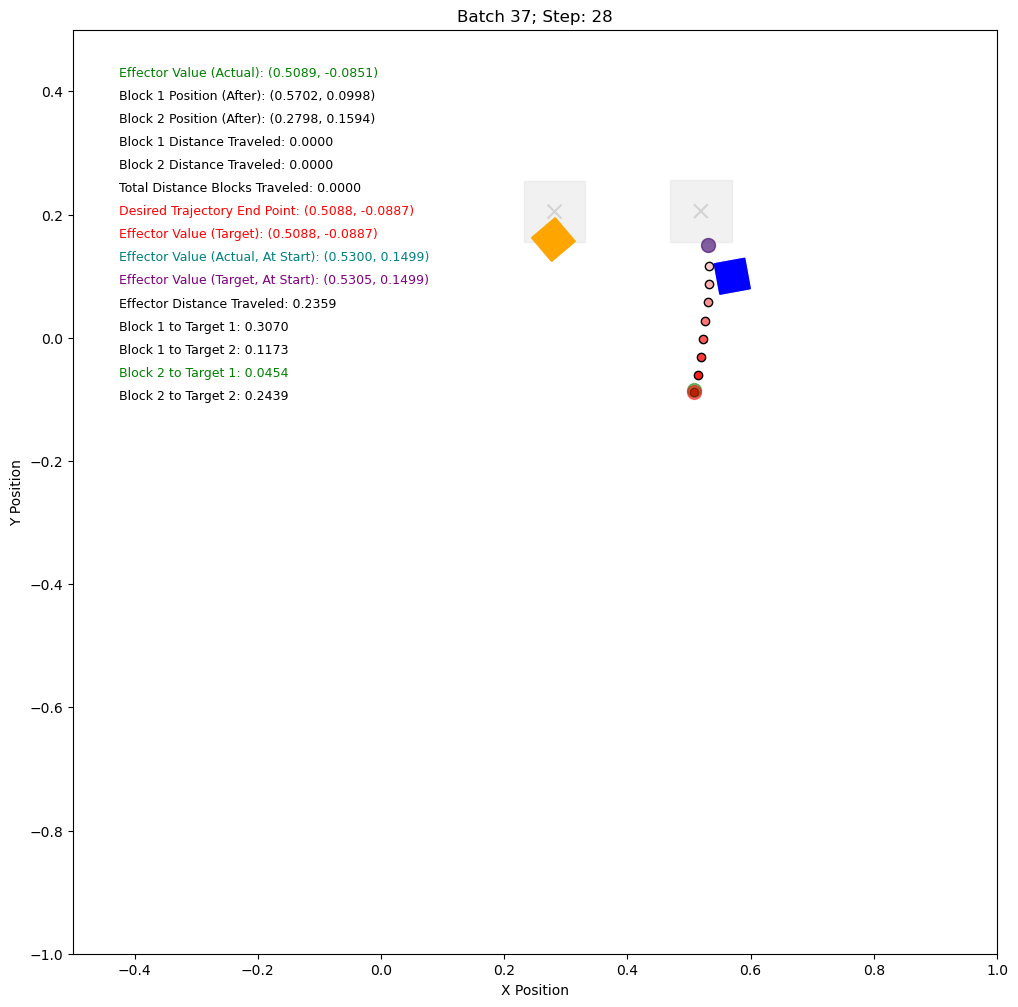 Batch 37; Step: 28
Effector Value (Actual): (0.5089, -0.0851)
Block 1 Position (After): (0.5702, 0.0998)
Block 2 Position (After): (0.2798, 0.1594)
Block 1 Distance Traveled: 0.0000
Block 2 Distance Traveled: 0.0000
Total Distance Blocks Traveled: 0.0000
Desired Trajectory End Point: (0.5088, -0.0887)
Effector Value (Target): (0.5088, -0.0887)
Effector Value (Actual, At Start): (0.5300, 0.1499)
Effector Value (Target, At Start): (0.5305, 0.1499)
Effector Distance Traveled: 0.2359
Block 1 to Target 1: 0.3070
Block 1 to Target 2: 0.1173
Block 2 to Target 1: 0.0454
Block 2 to Target 2: 0.2439
Y Position
0.4
0.2
0.0
−0.2
−0.4
−0.6
−0.8
−1.0
−0.4 −0.2 0.0 0.2 0.4 0.6 0.8 1.0
X Position